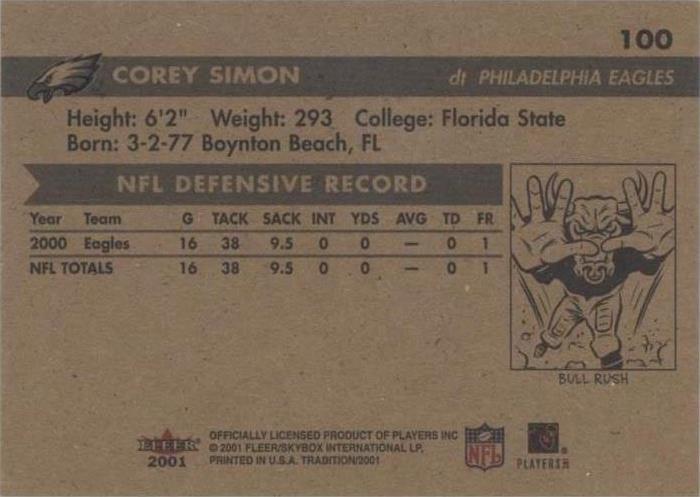 100
COREY SIMON dt PHILADELPHIA EAGLES
Height: 6'2" Weight: 293 College: Florida State
Born: 3-2-77 Boynton Beach, FL
NFL DEFENSIVE RECORD
Year Team G TACK SACK INT YDS AVG TD FR
2000 Eagles 16 38 9.5 0 0 — 0 1
NFL TOTALS 16 38 9.5 0 0 — 0 1
BULL RUSH
FLEER
2001
OFFICIALLY LICENSED PRODUCT OF PLAYERS INC
© 2001 FLEER/SKYBOX INTERNATIONAL LP,
PRINTED IN U.S.A. TRADITION/2001
NFL
PLAYERS